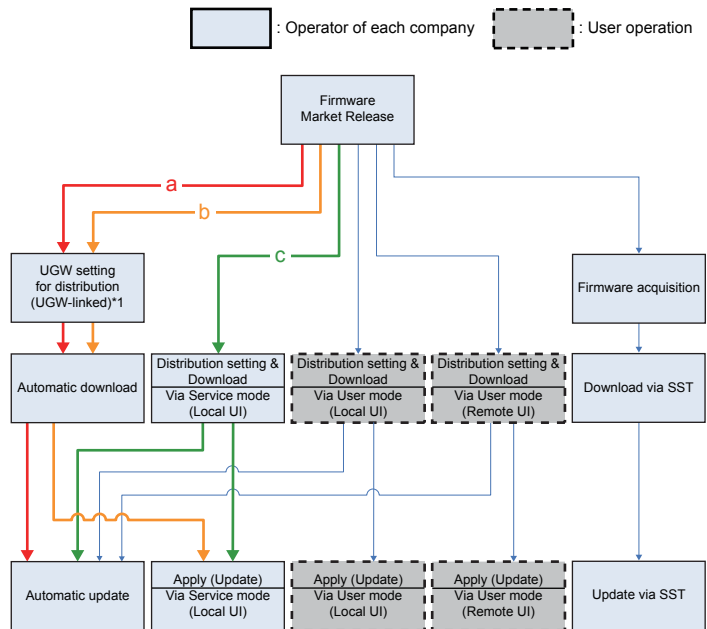 : Operator of each company
: User operation
Firmware
Market Release
a
b
c
UGW setting
for distribution
(UGW-linked)*1
Firmware acquisition
Automatic download
Distribution setting &
Download
Via Service mode
(Local UI)
Distribution setting &
Download
Via User mode
(Local UI)
Distribution setting &
Download
Via User mode
(Remote UI)
Download via SST
Automatic update
Apply (Update)
Via Service mode
(Local UI)
Apply (Update)
Via User mode
(Local UI)
Apply (Update)
Via User mode
(Remote UI)
Update via SST